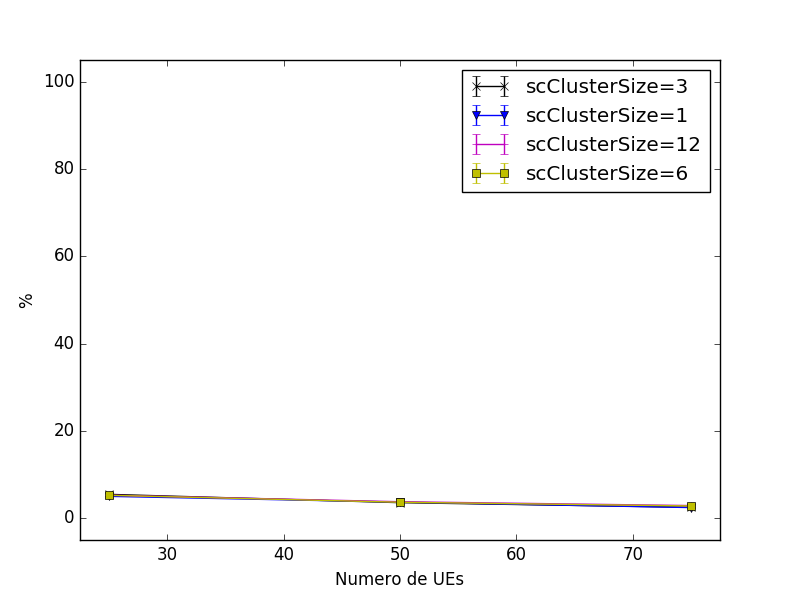 100
80
60
40
20
0
%
30 40 50 60 70
Numero de UEs
scClusterSize=3
scClusterSize=1
scClusterSize=12
scClusterSize=6